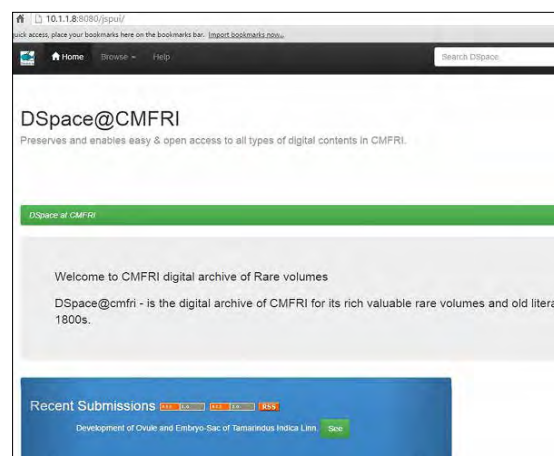 10.1.1.8:8080/jspui/
quick access, place your bookmarks here on the bookmarks bar. Import bookmarks now...
Home Browse Help Search DSpace
DSpace@CMFRI
Preserves and enables easy & open access to all types of digital contents in CMFRI.
DSpace at CMFRI
Welcome to CMFRI digital archive of Rare volumes
DSpace@cmfri - is the digital archive of CMFRI for its rich valuable rare volumes and old litera
1800s.
Recent Submissions RSS
Development of Ovule and Embryo-Sac of Tamarindus Indica Linn. See